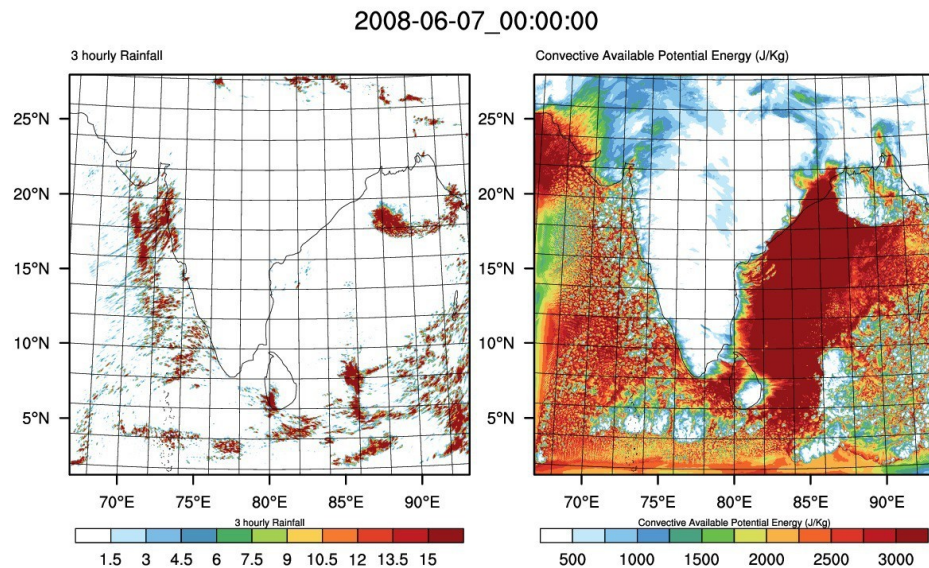 2008-06-07_00:00:00
3 hourly Rainfall
25°N
20°N
15°N
10°N
5°N
70°E 75°E 80°E 85°E 90°E
3 hourly Rainfall
1.5 3 4.5 6 7.5 9 10.5 12 13.5 15
Convective Available Potential Energy (J/Kg)
25°N
20°N
15°N
10°N
5°N
70°E 75°E 80°E 85°E 90°E
Convective Available Potential Energy (J/Kg)
500 1000 1500 2000 2500 3000